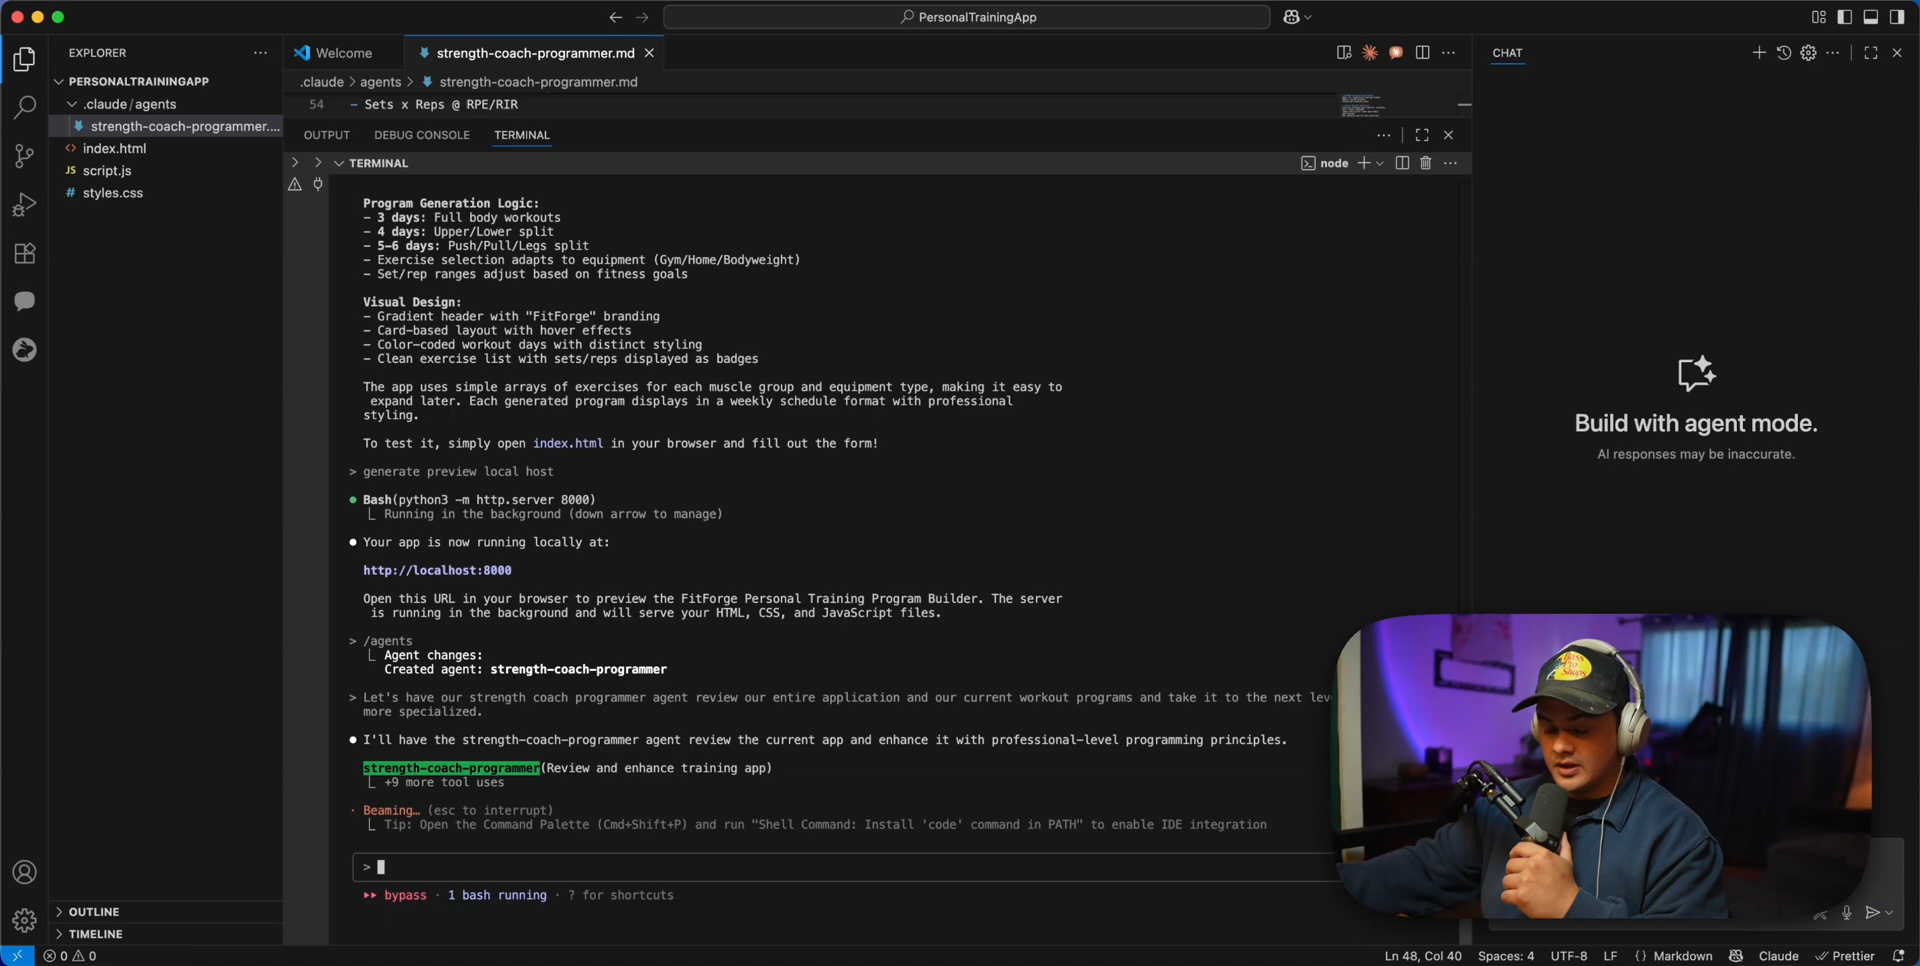 PersonalTrainingApp
EXPLORER
Welcome
strength-coach-programmer.md
CHAT
PERSONALTRAININGAPP
.claude / agents
strength-coach-programmer....
index.html
script.js
styles.css
.claude > agents > strength-coach-programmer.md
54 - Sets x Reps @ RPE/RIR
OUTPUT
DEBUG CONSOLE
TERMINAL
TERMINAL
node
Program Generation Logic:
- 3 days: Full body workouts
- 4 days: Upper/Lower split
- 5-6 days: Push/Pull/Legs split
- Exercise selection adapts to equipment (Gym/Home/Bodyweight)
- Set/rep ranges adjust based on fitness goals
Visual Design:
- Gradient header with "FitForge" branding
- Card-based layout with hover effects
- Color-coded workout days with distinct styling
- Clean exercise list with sets/reps displayed as badges
The app uses simple arrays of exercises for each muscle group and equipment type, making it easy to
expand later. Each generated program displays in a weekly schedule format with professional
styling.
To test it, simply open index.html in your browser and fill out the form!
> generate preview local host
Bash(python3 -m http.server 8000)
Running in the background (down arrow to manage)
Your app is now running locally at:
http://localhost:8000
Open this URL in your browser to preview the FitForge Personal Training Program Builder. The server
is running in the background and will serve your HTML, CSS, and JavaScript files.
> /agents
Agent changes:
Created agent: strength-coach-programmer
> Let's have our strength coach programmer agent review our entire application and our current workout programs and take it to the next leve
more specialized.
I'll have the strength-coach-programmer agent review the current app and enhance it with professional-level programming principles.
strength-coach-programmer(Review and enhance training app)
+9 more tool uses
· Beaming… (esc to interrupt)
Tip: Open the Command Palette (Cmd+Shift+P) and run "Shell Command: Install 'code' command in PATH" to enable IDE integration
>
bypass · 1 bash running · ? for shortcuts
Build with agent mode.
AI responses may be inaccurate.
Bass Pro Shops
OUTLINE
TIMELINE
0 0
Ln 48, Col 40
Spaces: 4
UTF-8
LF
{} Markdown
Claude
Prettier